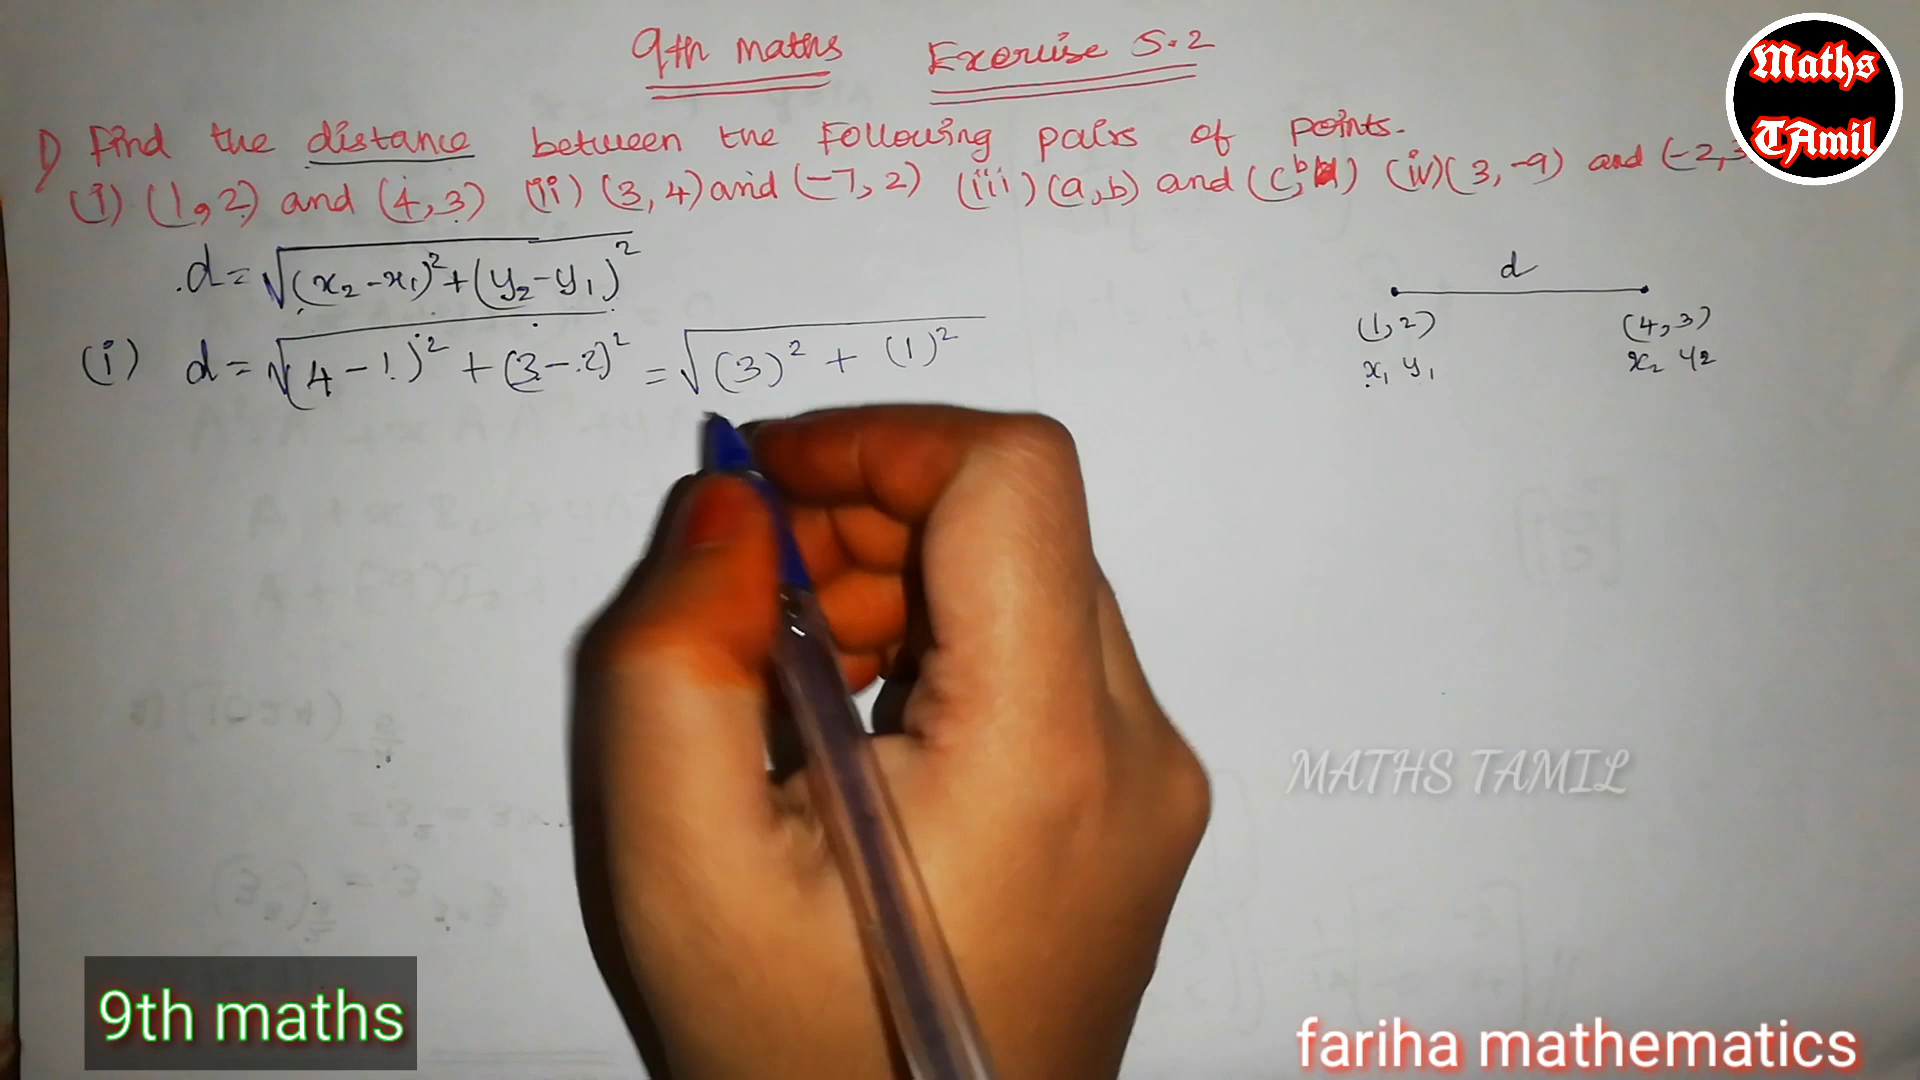 9th maths Exercise 5.2
Maths
TAmil
1) Find the distance between the following pairs of points.
(i) (1, 2) and (4, 3) (ii) (3, 4) and (-7, 2) (iii) (a, b) and (c, b) (iv) (3, -9) and (-2, 3
d = √(x₂ - x₁)² + (y₂ - y₁)²
d
(1, 2) (4, 3)
x₁ y₁ x₂ y₂
(i) d = √(4 - 1)² + (3 - 2)² = √(3)² + (1)²
MATHS TAMIL
9th maths
fariha mathematics